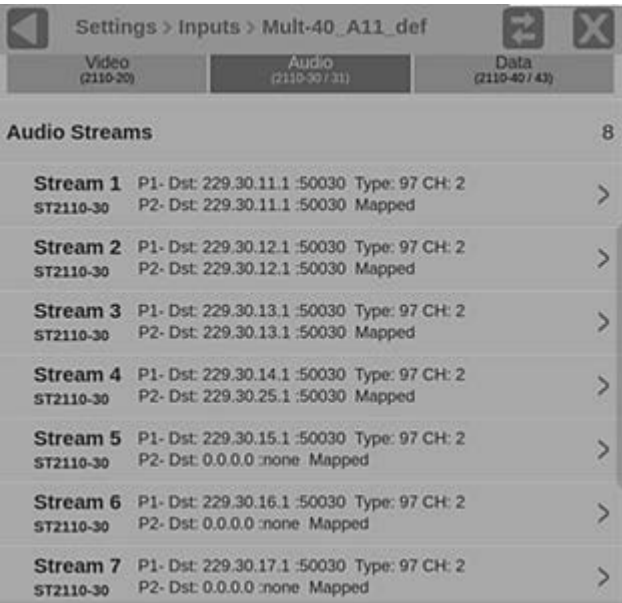 Settings > Inputs > Mult-40_A11_def
Video
(2110-20)
Audio
(2110-30 / 31)
Data
(2110-40 / 43)
Audio Streams 8
Stream 1 P1- Dst: 229.30.11.1 :50030 Type: 97 CH: 2
ST2110-30 P2- Dst: 229.30.11.1 :50030 Mapped
Stream 2 P1- Dst: 229.30.12.1 :50030 Type: 97 CH: 2
ST2110-30 P2- Dst: 229.30.12.1 :50030 Mapped
Stream 3 P1- Dst: 229.30.13.1 :50030 Type: 97 CH: 2
ST2110-30 P2- Dst: 229.30.13.1 :50030 Mapped
Stream 4 P1- Dst: 229.30.14.1 :50030 Type: 97 CH: 2
ST2110-30 P2- Dst: 229.30.25.1 :50030 Mapped
Stream 5 P1- Dst: 229.30.15.1 :50030 Type: 97 CH: 2
ST2110-30 P2- Dst: 0.0.0.0 :none Mapped
Stream 6 P1- Dst: 229.30.16.1 :50030 Type: 97 CH: 2
ST2110-30 P2- Dst: 0.0.0.0 :none Mapped
Stream 7 P1- Dst: 229.30.17.1 :50030 Type: 97 CH: 2
ST2110-30 P2- Dst: 0.0.0.0 :none Mapped